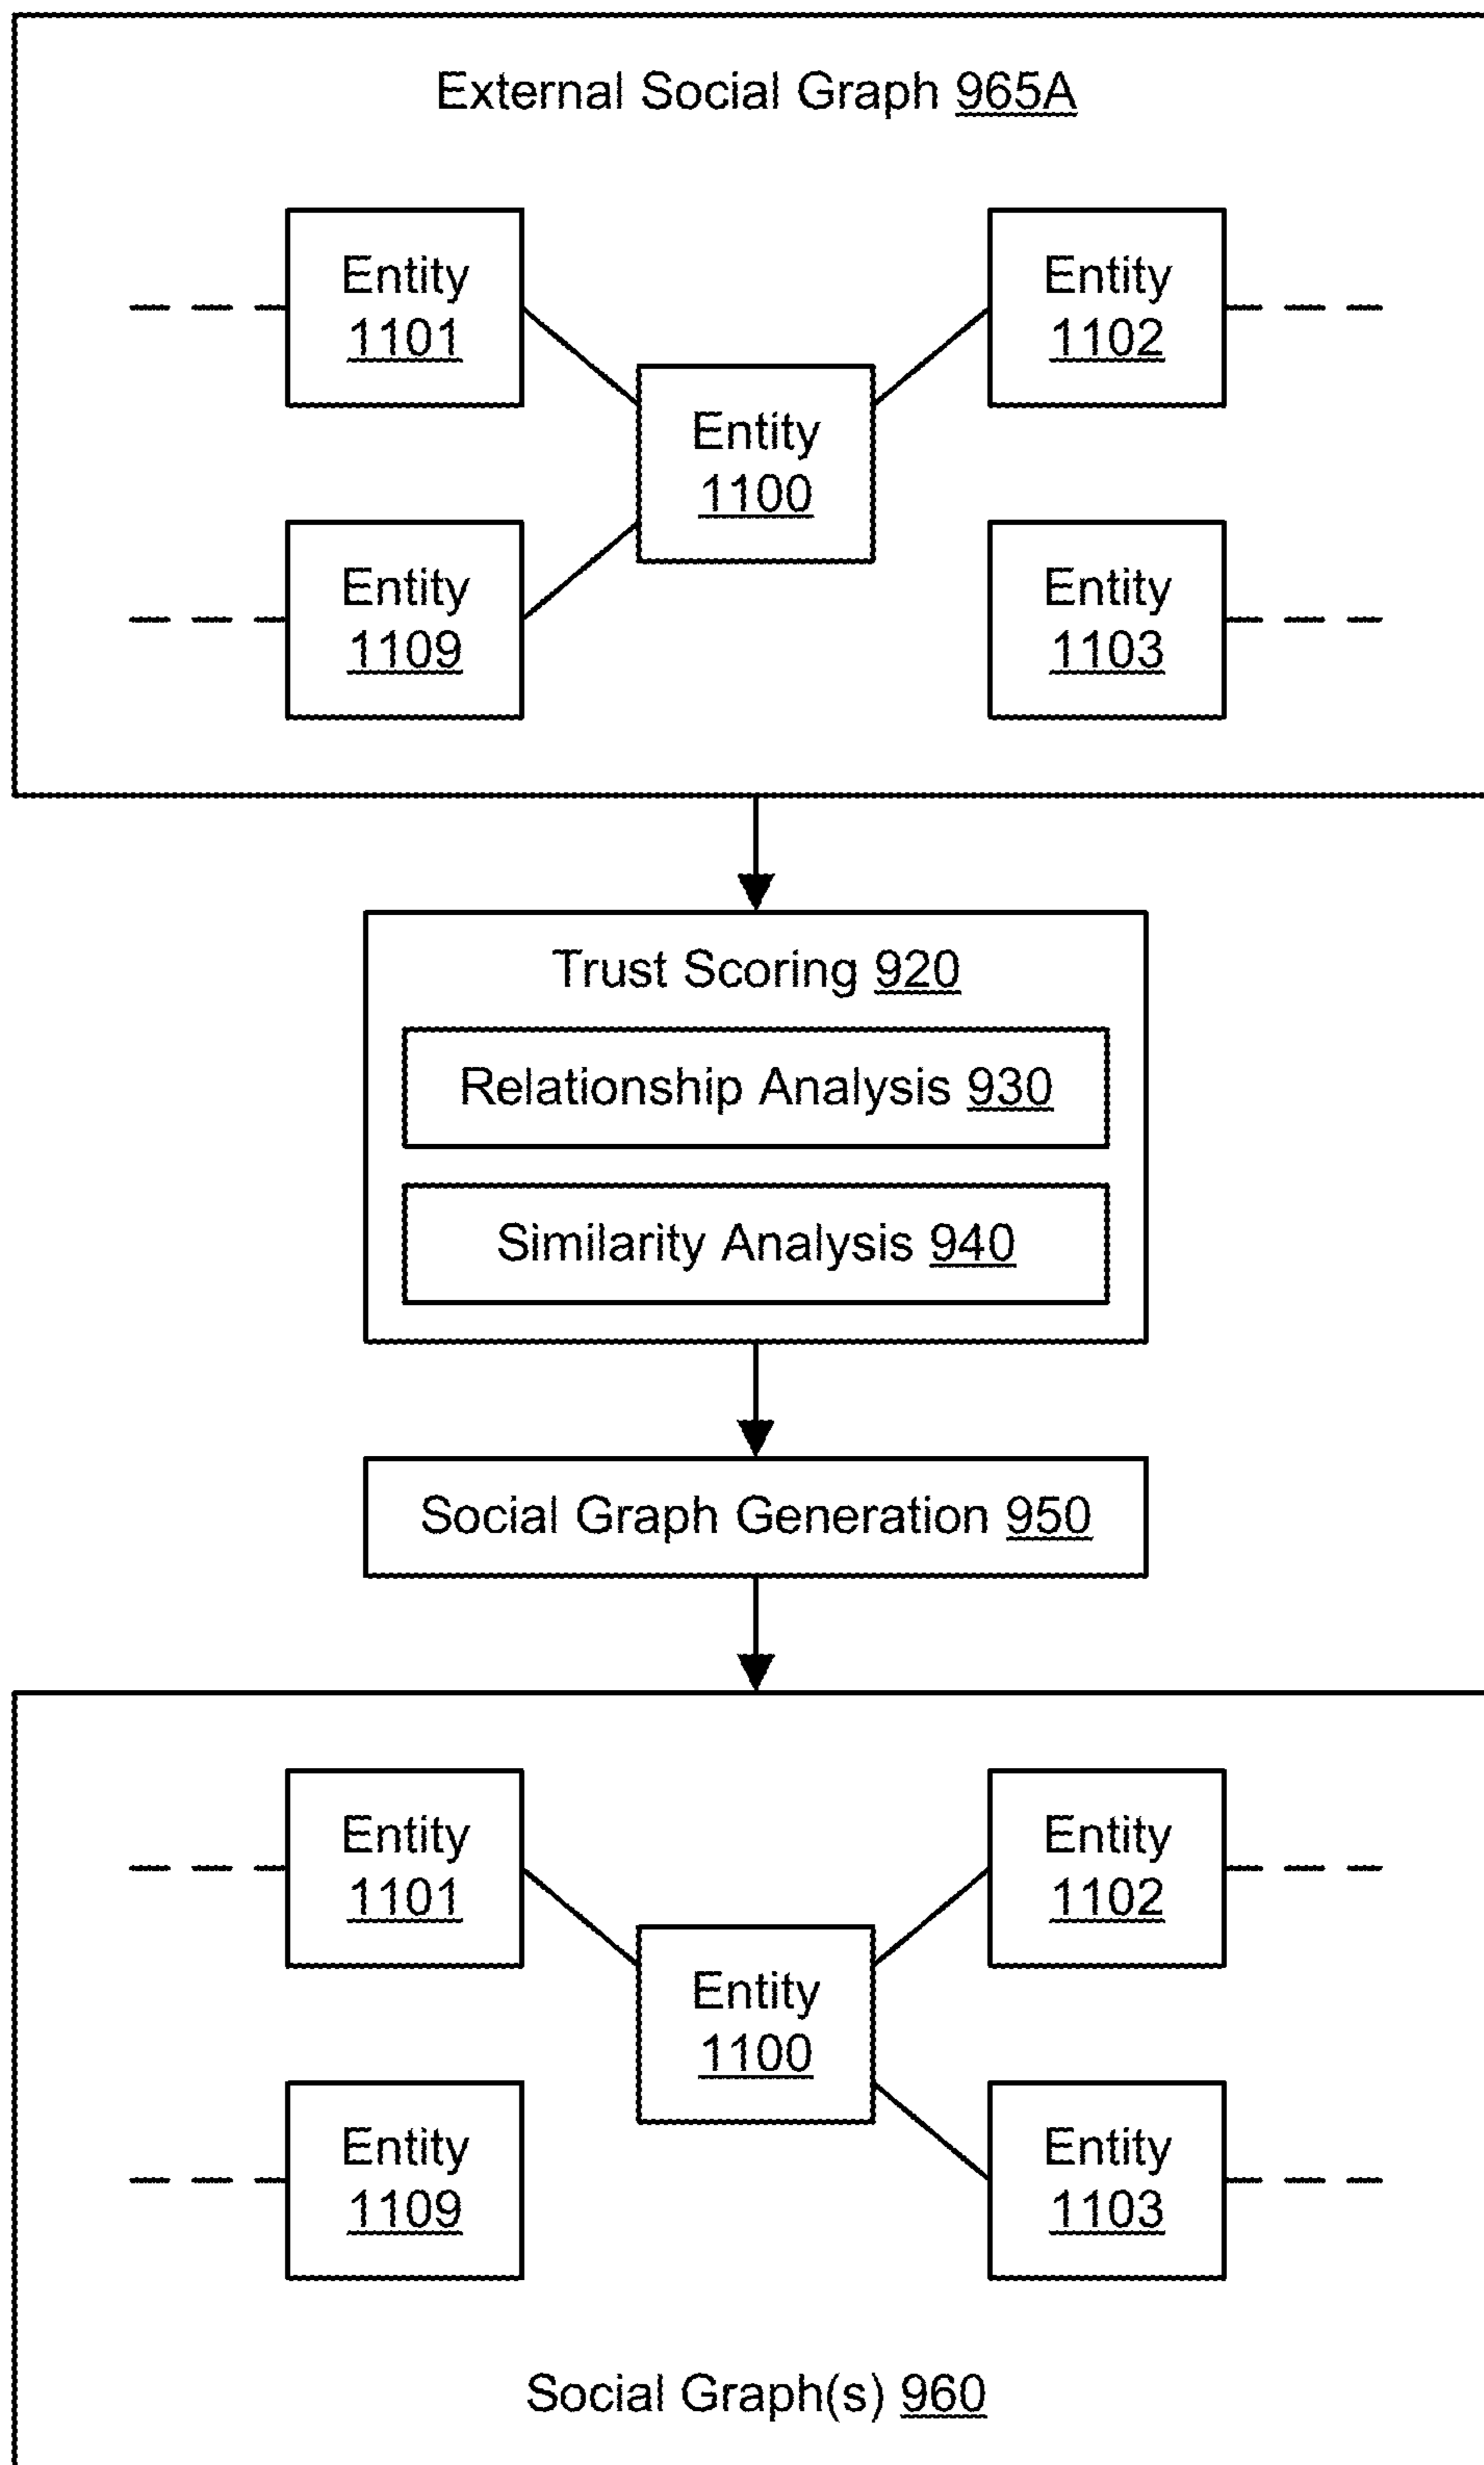 External Social Graph 965A
Entity
1101
Entity
1102
Entity
1100
Entity
1109
Entity
1103
Trust Scoring 920
Relationship Analysis 930
Similarity Analysis 940
Social Graph Generation 950
Entity
1101
Entity
1102
Entity
1100
Entity
1109
Entity
1103
Social Graph(s) 960